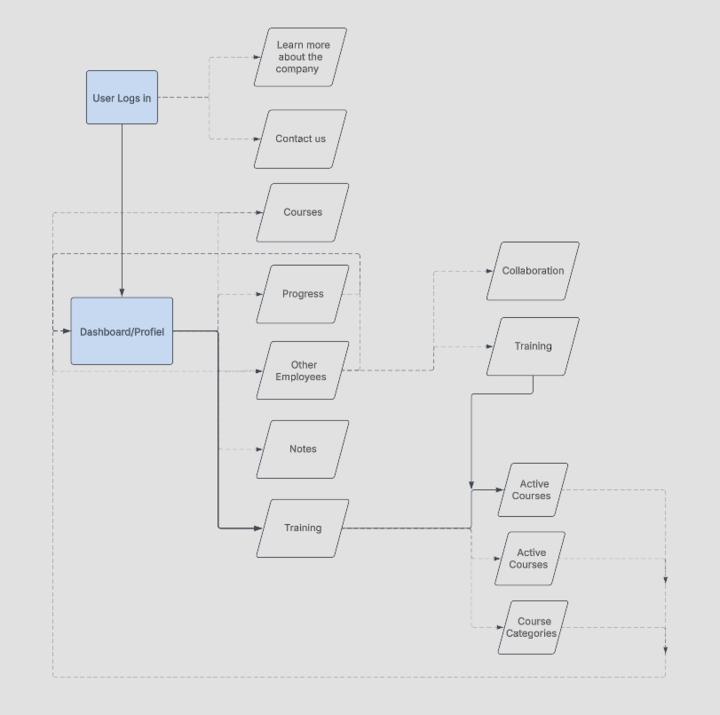 Learn more
about the
company
User Logs in
Contact us
Courses
Collaboration
Progress
Dashboard/Profiel
Training
Other
Employees
Notes
Active
Courses
Training
Active
Courses
Course
Categories